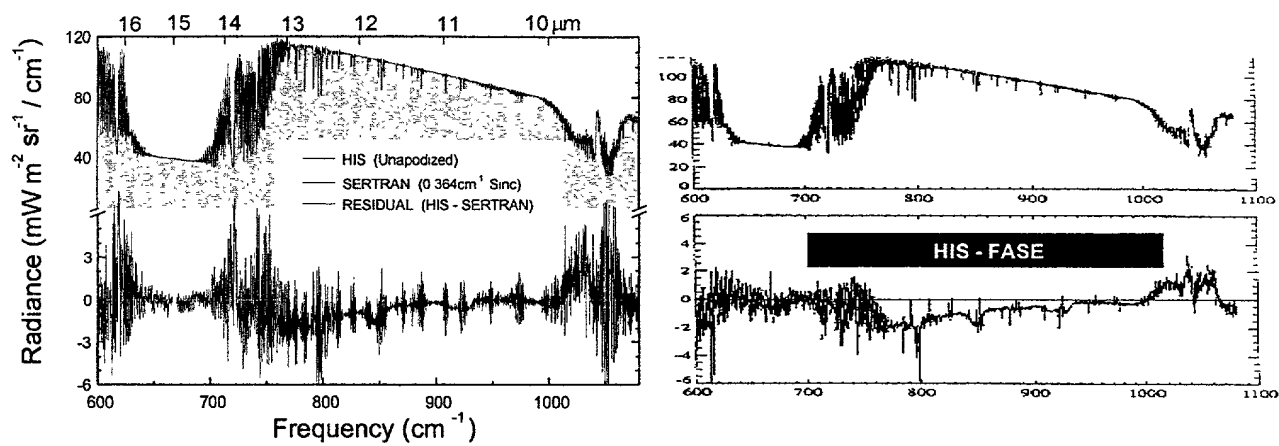 16 15 14 13 12 11 10 μm
120
80
40
3
0
-3
-6
Radiance (mW m⁻² sr⁻¹ / cm⁻¹)
HIS (Unapodized)
SERTRAN (0 364cm⁻¹ Sinc)
RESIDUAL (HIS - SERTRAN)
600 700 800 900 1000
Frequency (cm⁻¹)
100
80
60
40
20
0
600 700 800 900 1000 1100
6
4
2
0
-2
-4
-6
HIS - FASE
600 800 1000